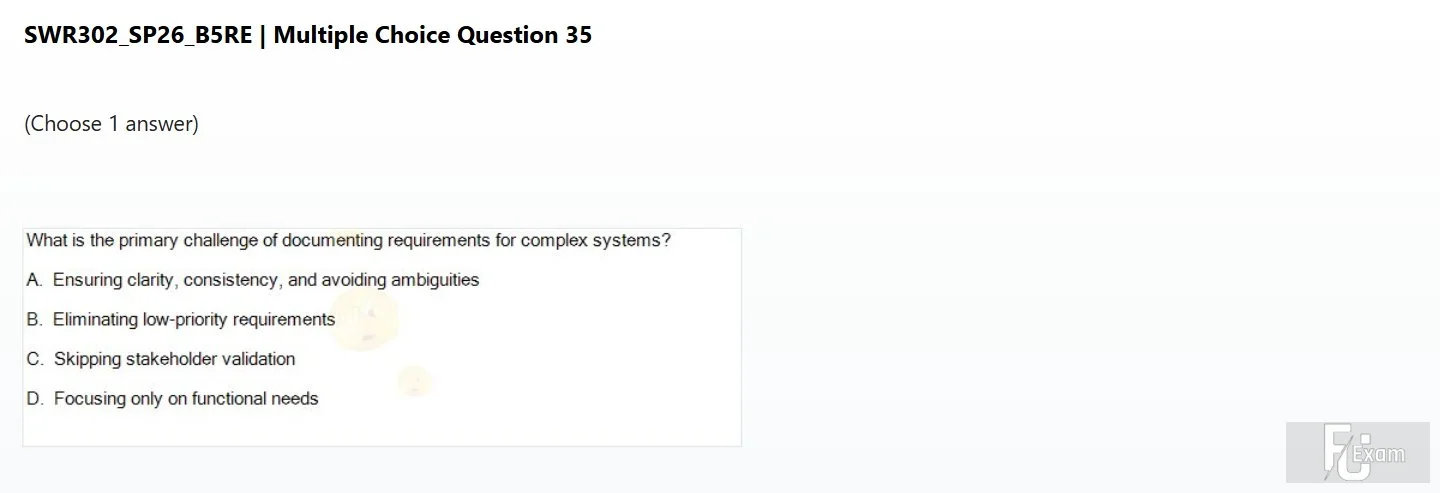 SWR302_SP26_B5RE | Multiple Choice Question 35
(Choose 1 answer)
What is the primary challenge of documenting requirements for complex systems?
A. Ensuring clarity, consistency, and avoiding ambiguities
B. Eliminating low-priority requirements
C. Skipping stakeholder validation
D. Focusing only on functional needs
FU Exam